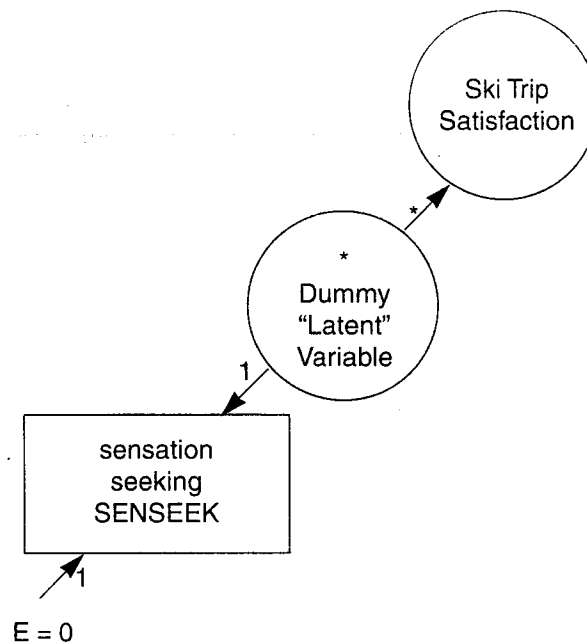 Ski Trip
Satisfaction
*
*
Dummy
“Latent”
Variable
1
sensation
seeking
SENSEEK
1
E = 0